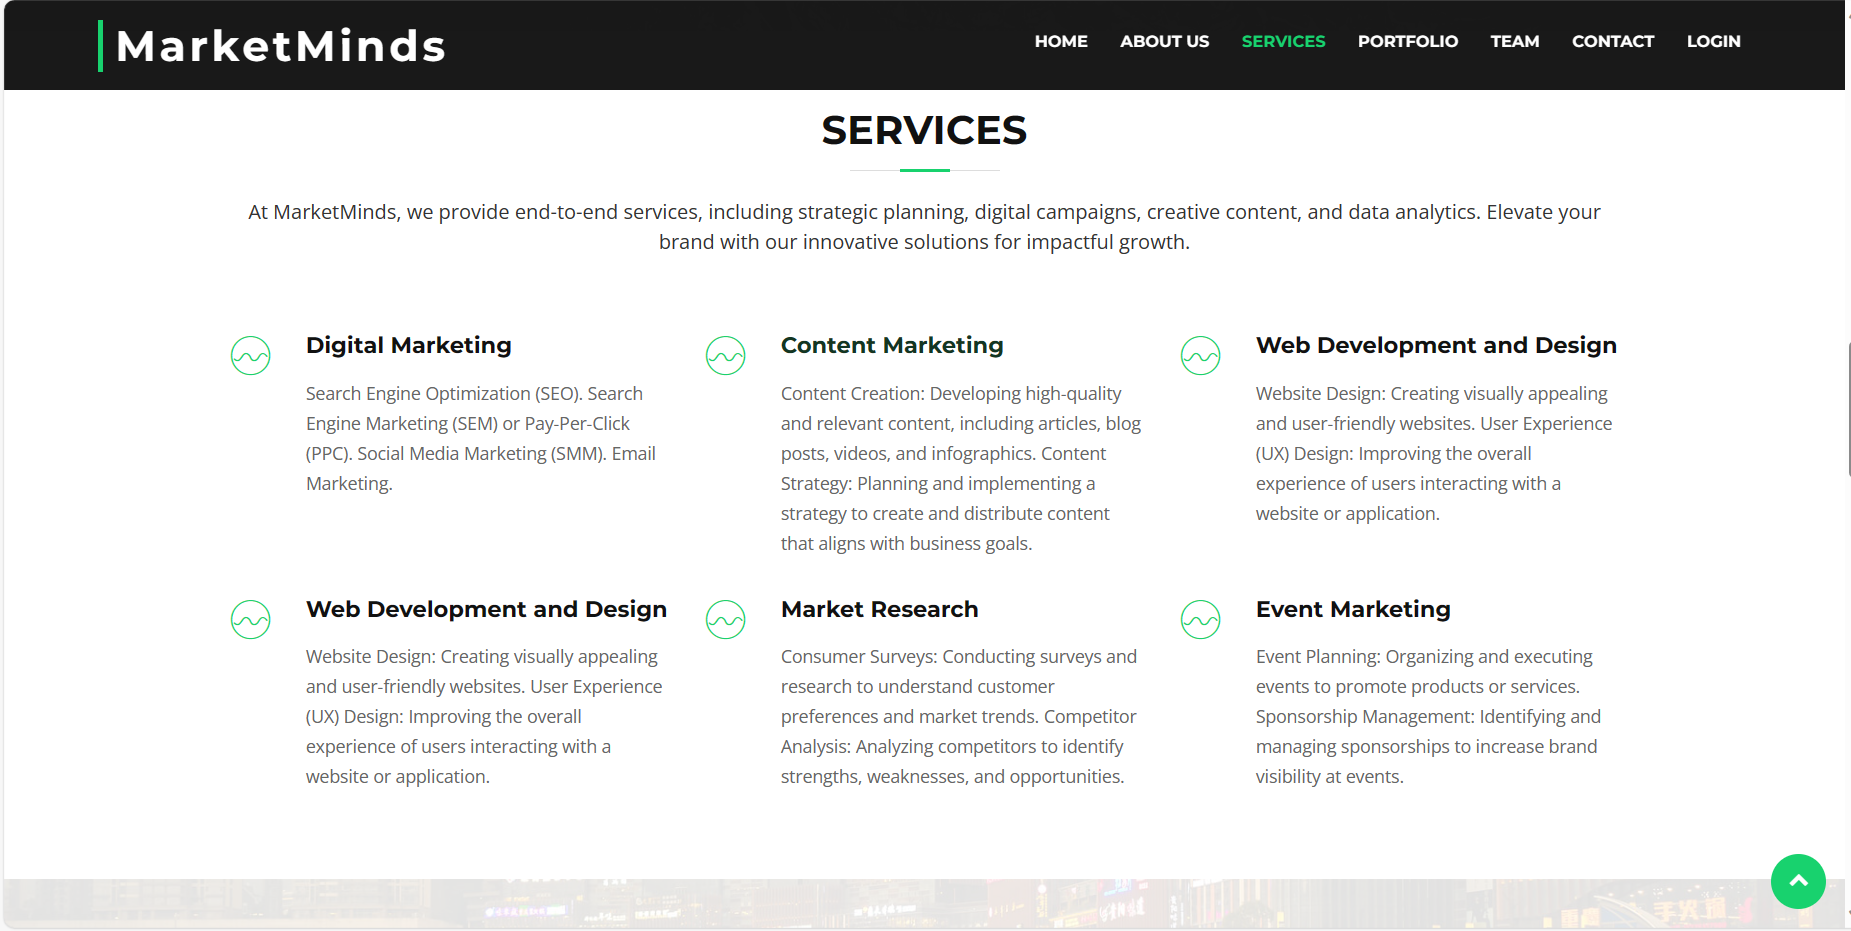 MarketMinds
HOME ABOUT US SERVICES PORTFOLIO TEAM CONTACT LOGIN
SERVICES
At MarketMinds, we provide end-to-end services, including strategic planning, digital campaigns, creative content, and data analytics. Elevate your
brand with our innovative solutions for impactful growth.
Digital Marketing
Search Engine Optimization (SEO). Search
Engine Marketing (SEM) or Pay-Per-Click
(PPC). Social Media Marketing (SMM). Email
Marketing.
Content Marketing
Content Creation: Developing high-quality
and relevant content, including articles, blog
posts, videos, and infographics. Content
Strategy: Planning and implementing a
strategy to create and distribute content
that aligns with business goals.
Web Development and Design
Website Design: Creating visually appealing
and user-friendly websites. User Experience
(UX) Design: Improving the overall
experience of users interacting with a
website or application.
Web Development and Design
Website Design: Creating visually appealing
and user-friendly websites. User Experience
(UX) Design: Improving the overall
experience of users interacting with a
website or application.
Market Research
Consumer Surveys: Conducting surveys and
research to understand customer
preferences and market trends. Competitor
Analysis: Analyzing competitors to identify
strengths, weaknesses, and opportunities.
Event Marketing
Event Planning: Organizing and executing
events to promote products or services.
Sponsorship Management: Identifying and
managing sponsorships to increase brand
visibility at events.